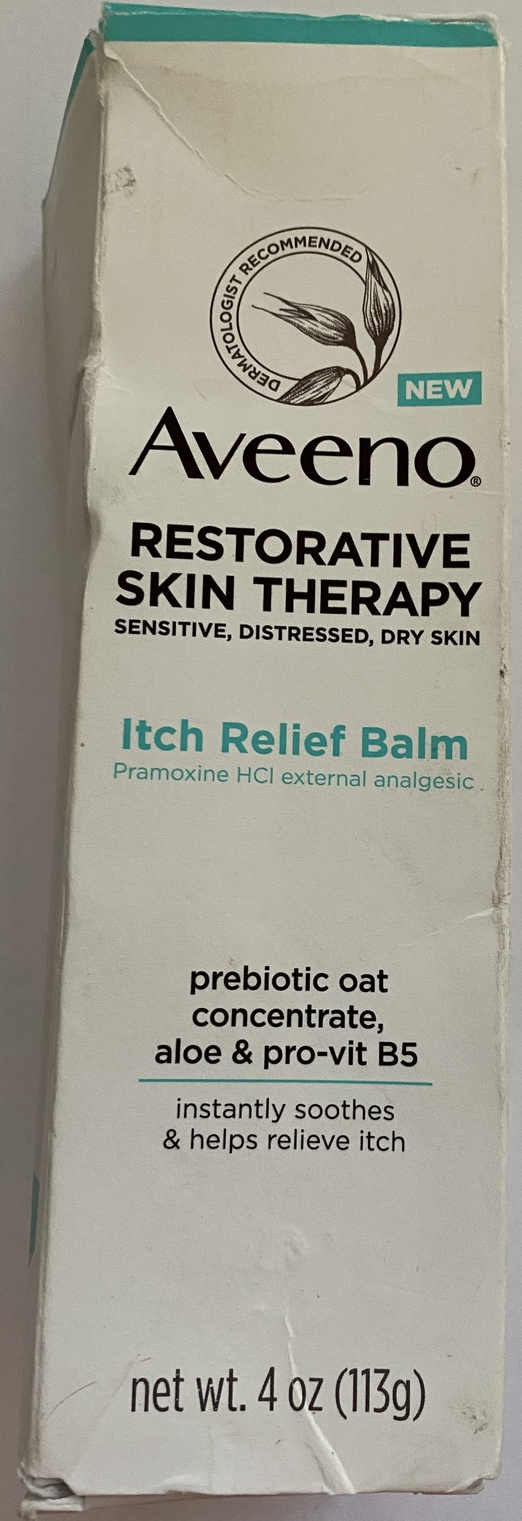 DERMATOLOGIST RECOMMENDED
NEW
Aveeno®
RESTORATIVE
SKIN THERAPY
SENSITIVE, DISTRESSED, DRY SKIN
Itch Relief Balm
Pramoxine HCl external analgesic
prebiotic oat
concentrate,
aloe & pro-vit B5
instantly soothes
& helps relieve itch
net wt. 4 oz (113g)